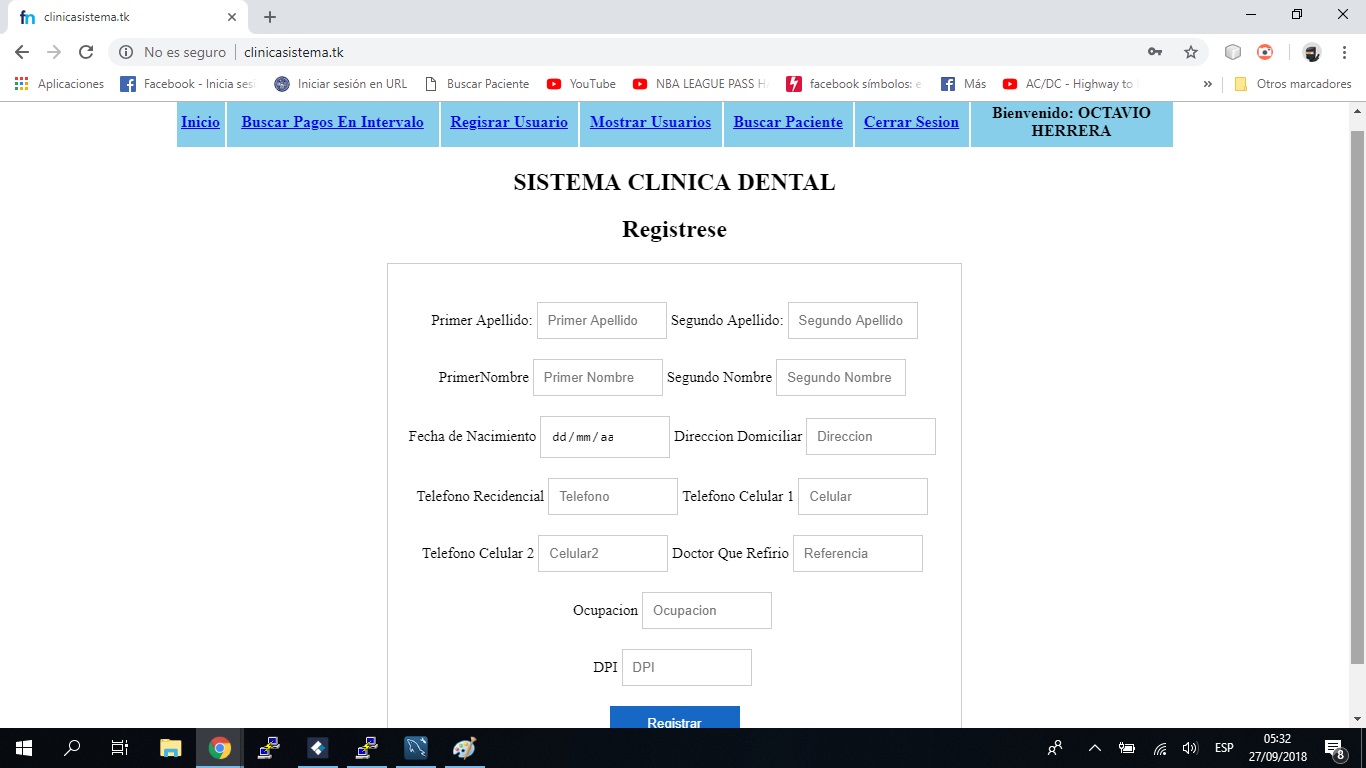 clinicasistema.tk
No es seguro | clinicasistema.tk
Aplicaciones Facebook - Inicia sesi Iniciar sesión en URL Buscar Paciente YouTube NBA LEAGUE PASS facebook símbolos: Más AC/DC - Highway to » Otros marcadores
Inicio Buscar Pagos En Intervalo Regisrar Usuario Mostrar Usuarios Buscar Paciente Cerrar Sesion Bienvenido: OCTAVIO
HERRERA
SISTEMA CLINICA DENTAL
Registrese
Primer Apellido: Primer Apellido Segundo Apellido: Segundo Apellido
PrimerNombre Primer Nombre Segundo Nombre Segundo Nombre
Fecha de Nacimiento dd/mm/aa Direccion Domiciliar Direccion
Telefono Recidencial Telefono Telefono Celular 1 Celular
Telefono Celular 2 Celular2 Doctor Que Refirio Referencia
Ocupacion Ocupacion
DPI DPI
Registrar
ESP 05:32
27/09/2018 8